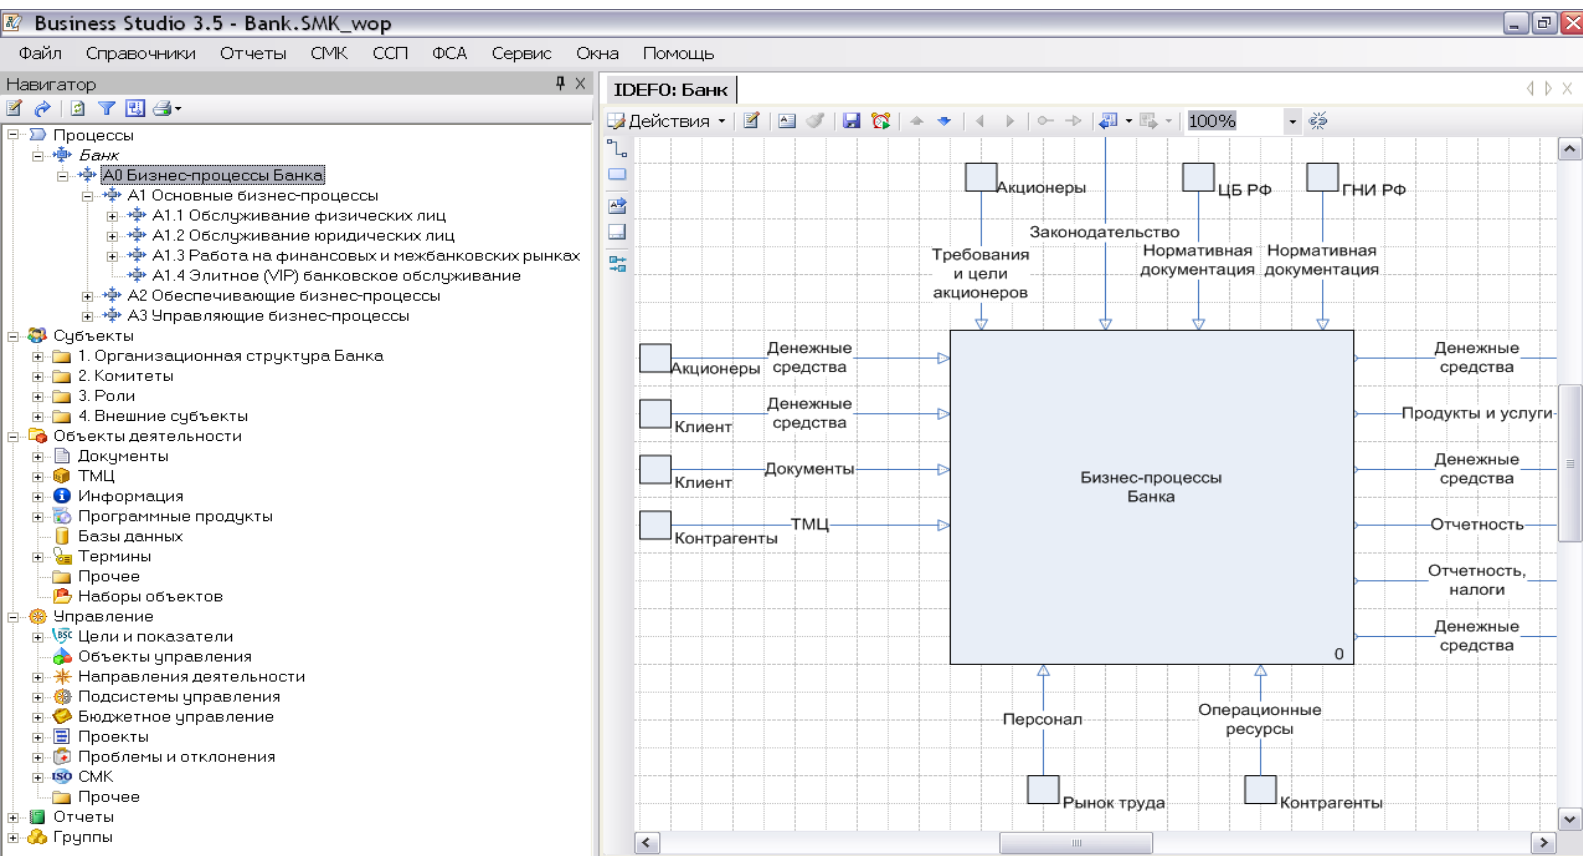 Business Studio 3.5 - Bank.SMK_wop
Файл Справочники Отчеты СМК ССП ФСА Сервис Окна Помощь
Навигатор
Процессы
Банк
А0 Бизнес-процессы Банка
А1 Основные бизнес-процессы
А1.1 Обслуживание физических лиц
А1.2 Обслуживание юридических лиц
А1.3 Работа на финансовых и межбанковских рынках
А1.4 Элитное (VIP) банковское обслуживание
А2 Обеспечивающие бизнес-процессы
А3 Управляющие бизнес-процессы
Субъекты
1. Организационная структура Банка
2. Комитеты
3. Роли
4. Внешние субъекты
Объекты деятельности
Документы
ТМЦ
Информация
Программные продукты
Базы данных
Термины
Прочее
Наборы объектов
Управление
BSC Цели и показатели
Объекты управления
Направления деятельности
Подсистемы управления
Бюджетное управление
Проекты
Проблемы и отклонения
ISO СМК
Прочее
Отчеты
Группы
IDEF0: Банк
Действия 100%
Акционеры
ЦБ РФ
ГНИ РФ
Законодательство
Требования
и цели
акционеров
Нормативная
документация
Нормативная
документация
Акционеры
Денежные
средства
Клиент
Денежные
средства
Клиент
Документы
Контрагенты
ТМЦ
Бизнес-процессы
Банка
0
Денежные
средства
Продукты и услуги
Денежные
средства
Отчетность
Отчетность,
налоги
Денежные
средства
Персонал
Операционные
ресурсы
Рынок труда
Контрагенты